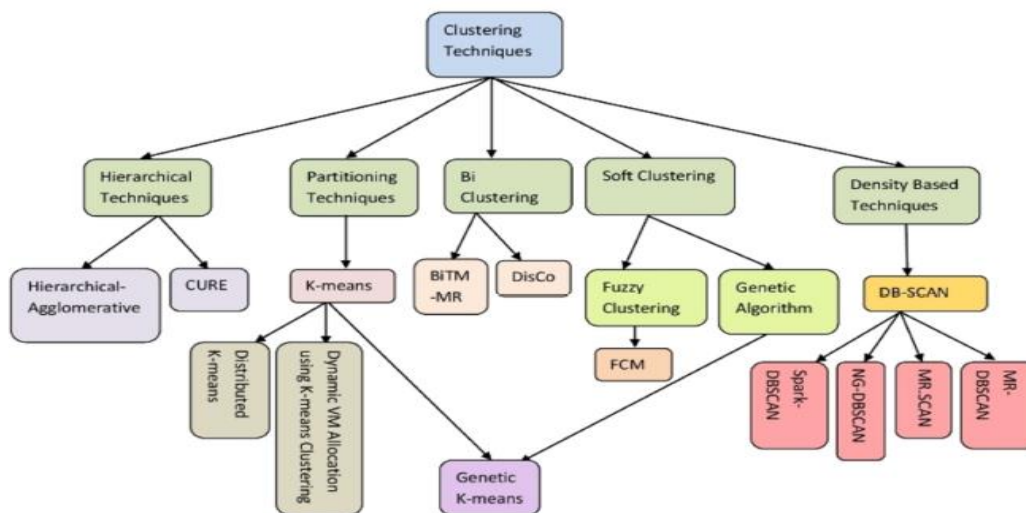 Clustering
Techniques
Hierarchical
Techniques
Partitioning
Techniques
Bi
Clustering
Soft Clustering
Density Based
Techniques
Hierarchical-
Agglomerative
CURE
K-means
BiTM
-MR
DisCo
Fuzzy
Clustering
Genetic
Algorithm
DB-SCAN
Distributed
K-means
Dynamic VM Allocation
using K-means Clustering
FCM
Spark-
DBSCAN
NG-DBSCAN
MR.SCAN
MR-
DBSCAN
Genetic
K-means